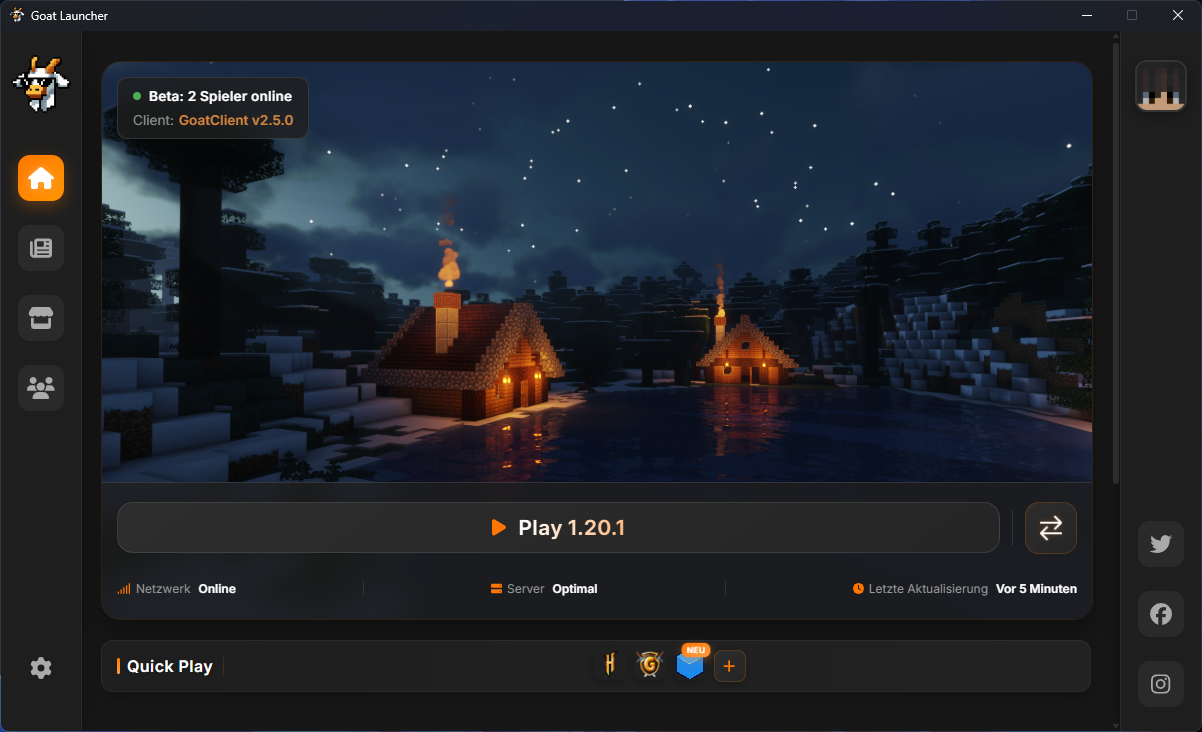 Goat Launcher
Beta: 2 Spieler online
Client: GoatClient v2.5.0
Play 1.20.1
Netzwerk Online
Server Optimal
Letzte Aktualisierung Vor 5 Minuten
Quick Play
NEU